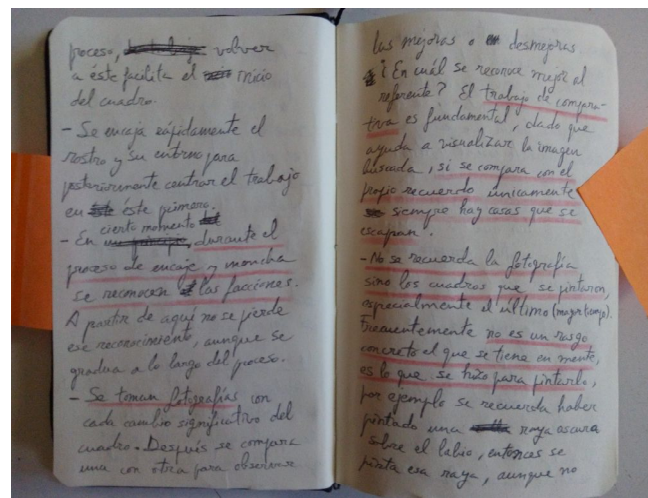 poceso, volver
a éste facilita el inicio
del cuadro.
- Se encaja rápidamente el
rostro y su entorno para
posteriormente centrar el trabajo
en éste primero.
cierto momento
- En durante el
proceso de encaje y mancha
se reconocen las facciones.
A partir de aquí no se pierde
ese reconocimiento, aunque se
gradua a lo largo del proceso.
- Se toman fotografías con
cada cambio significativo del
cuadro. Después se compara
una con otra para observar
las mejoras o desmejoras
¿En cuál se reconoce mejor al
referente? El trabajo de compara-
tiva es fundamental, dado que
ayuda a visualizar la imagen
buscada, si se compara con el
propio recuerdo unicamente
siempre hay cosas que se
escapan.
- No se recuerda la fotografía
sino los cuadros que se pintaron,
especialmente el último (mayor tiempo).
Frecuentemente no es un rasgo
concreto el que se tiene en mente,
es lo que se hizo para pintarlo,
por ejemplo se recuerda haber
pintado una raya oscura
sobre el labio, entonces se
pinta esa raya, aunque no